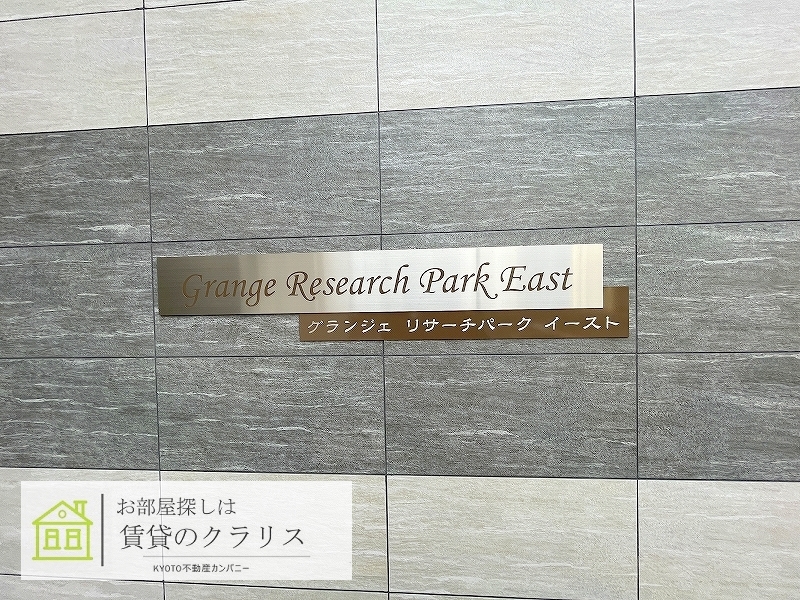 Grange Research Park East
グランジェ リサーチパーク イースト
お部屋探しは
賃貸のクラリス
KYOTO不動産カンパニー